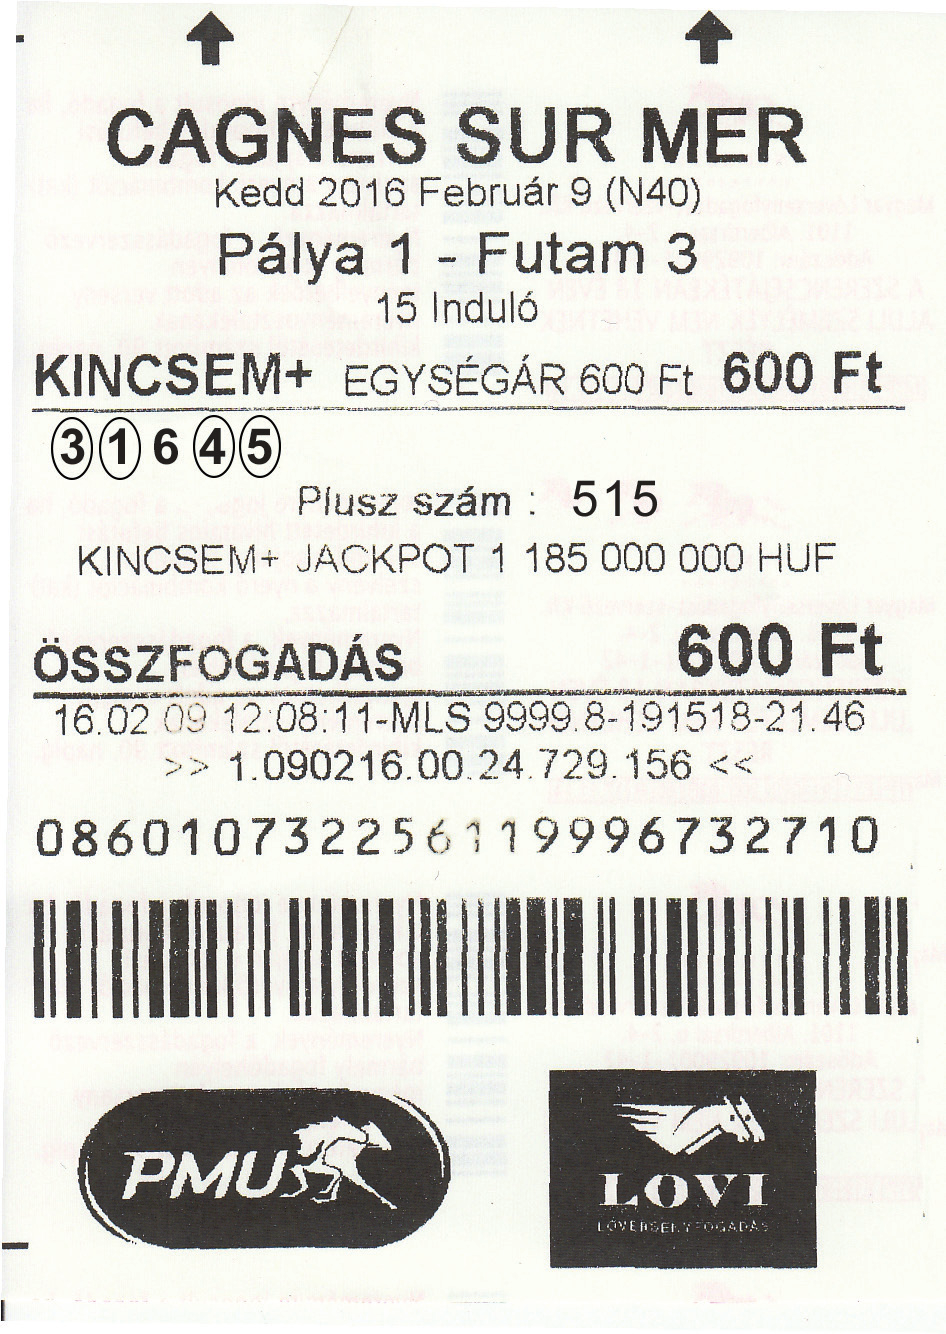 CAGNES SUR MER
Kedd 2016 Február 9 (N40)
Pálya 1 - Futam 3
15 Induló
KINCSEM+ EGYSÉGÁR 600 Ft 600 Ft
3 1 6 4 5
Plusz szám : 515
KINCSEM+ JACKPOT 1 185 000 000 HUF
ÖSSZFOGADÁS 600 Ft
16.02 09 12:08:11-MLS 9999.8-191518-21.46
>> 1.090216.00.24.729.156 <<
086010732256119996732710
PMU
LOVI
LÓVERSENYFOGADÁS